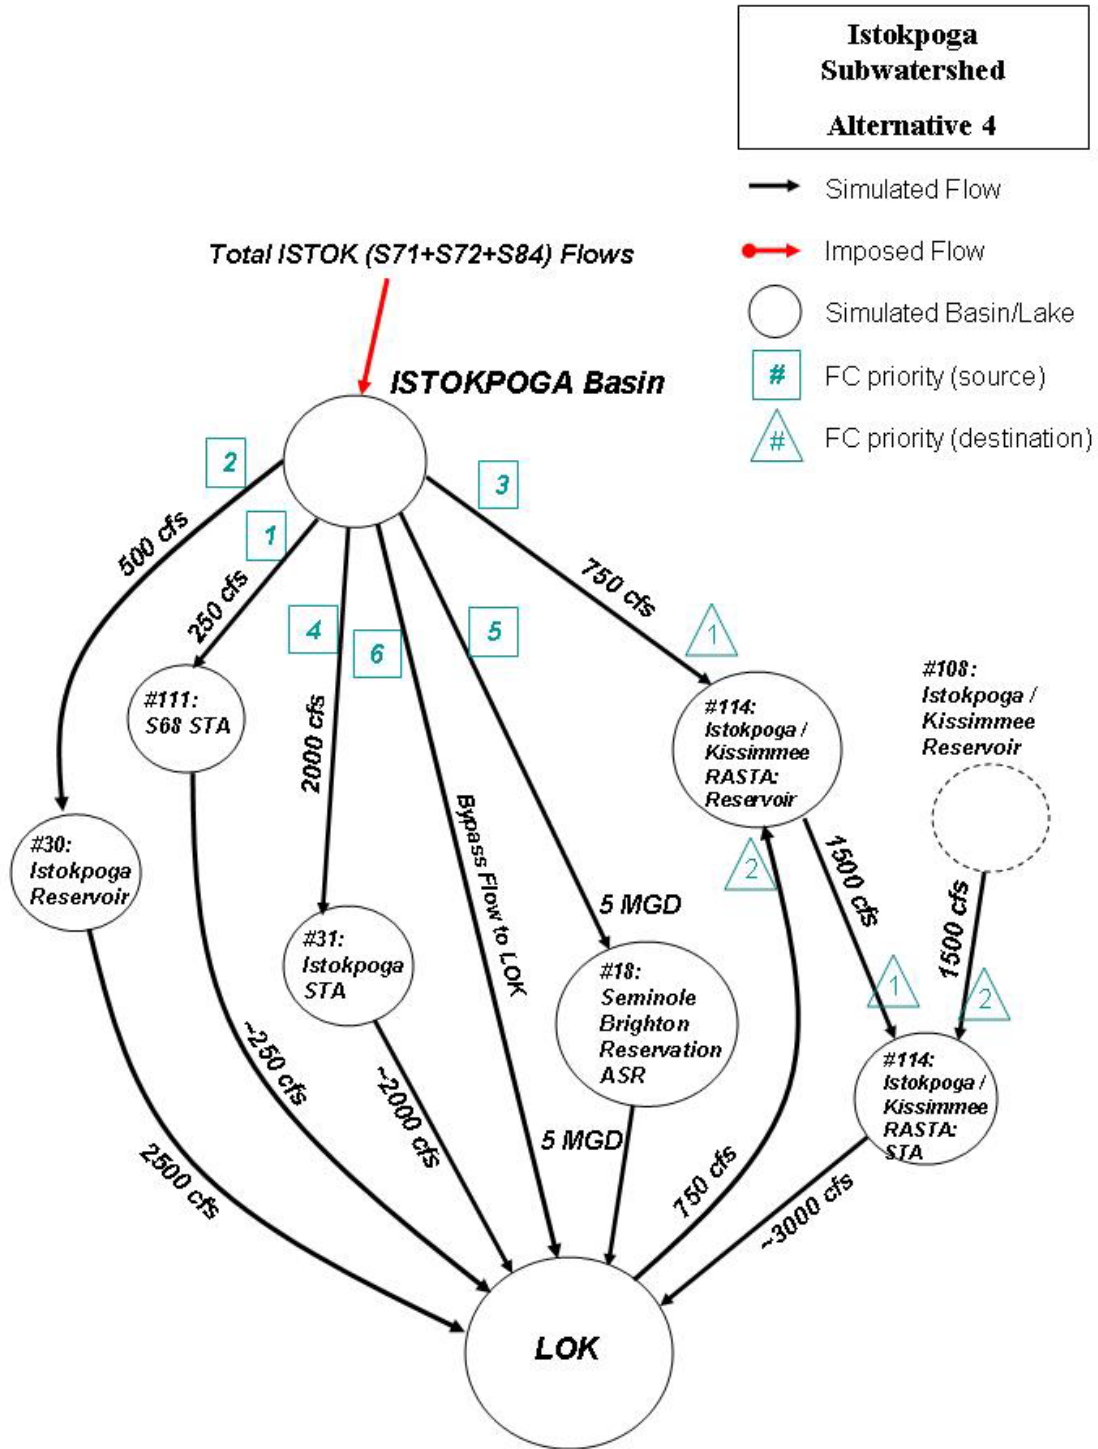 Istokpoga
Subwatershed
Alternative 4
Simulated Flow
Imposed Flow
Simulated Basin/Lake
# FC priority (source)
# FC priority (destination)
Total ISTOK (S71+S72+S84) Flows
ISTOKPOGA Basin
2
500 cfs
1
250 cfs
4
2000 cfs
6
Bypass Flow to LOK
5
5 MGD
3
750 cfs
1
#111:
S68 STA
#30:
Istokpoga
Reservoir
#31:
Istokpoga
STA
#18:
Seminole
Brighton
Reservation
ASR
#114:
Istokpoga /
Kissimmee
RASTA:
Reservoir
2
#108:
Istokpoga /
Kissimmee
Reservoir
1500 cfs
1
1500 cfs
2
#114:
Istokpoga /
Kissimmee
RASTA:
STA
2500 cfs
~250 cfs
~2000 cfs
5 MGD
750 cfs
~3000 cfs
LOK